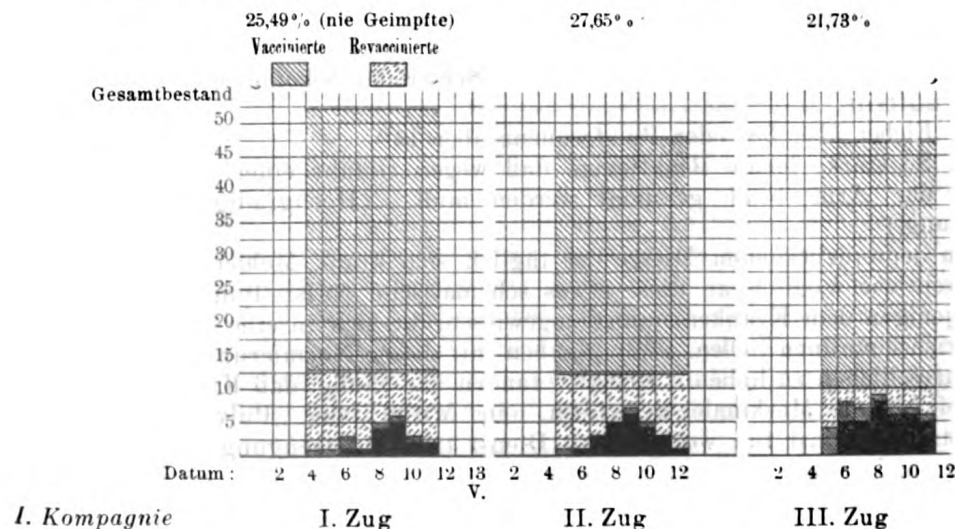 25,49% (nie Geimpfte) 27,65% 21,73%
Vaccinierte Revaccinierte
Gesamtbestand
50
45
40
35
30
25
20
15
10
5
Datum: 2 4 6 8 10 12 13 2 4 6 8 10 12 2 4 6 8 10 12
V.
I. Kompagnie I. Zug II. Zug III. Zug